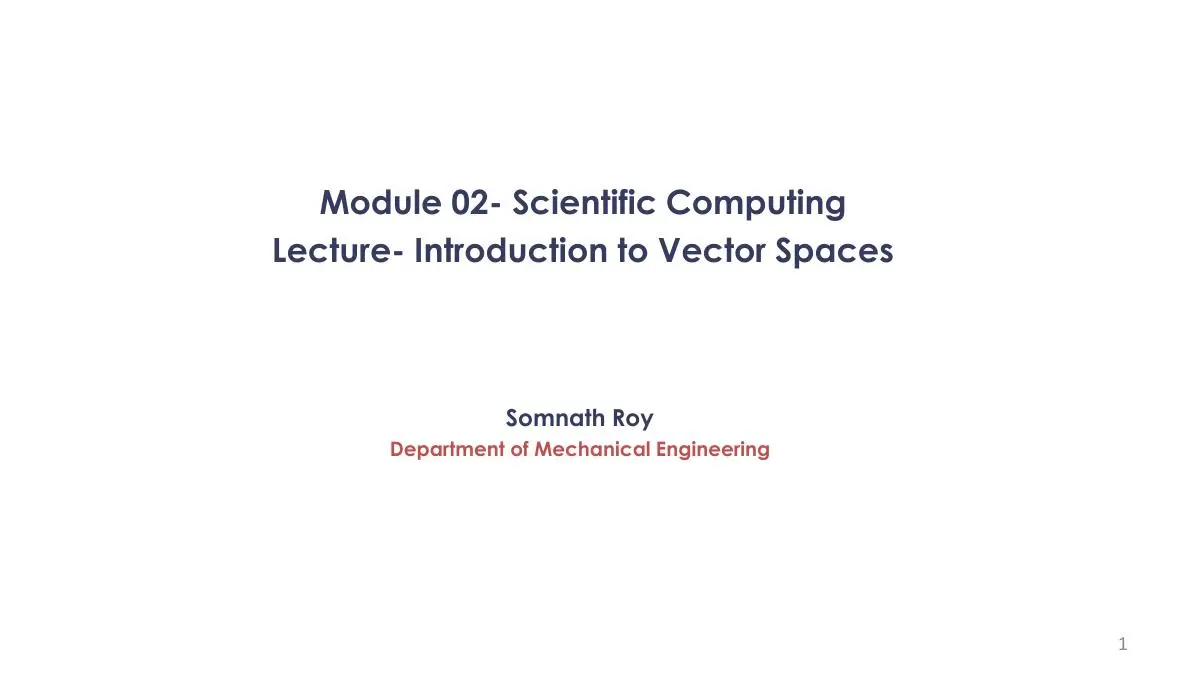 Module 02- Scientific Computing
Lecture- Introduction to Vector Spaces
Somnath Roy
Department of Mechanical Engineering
1